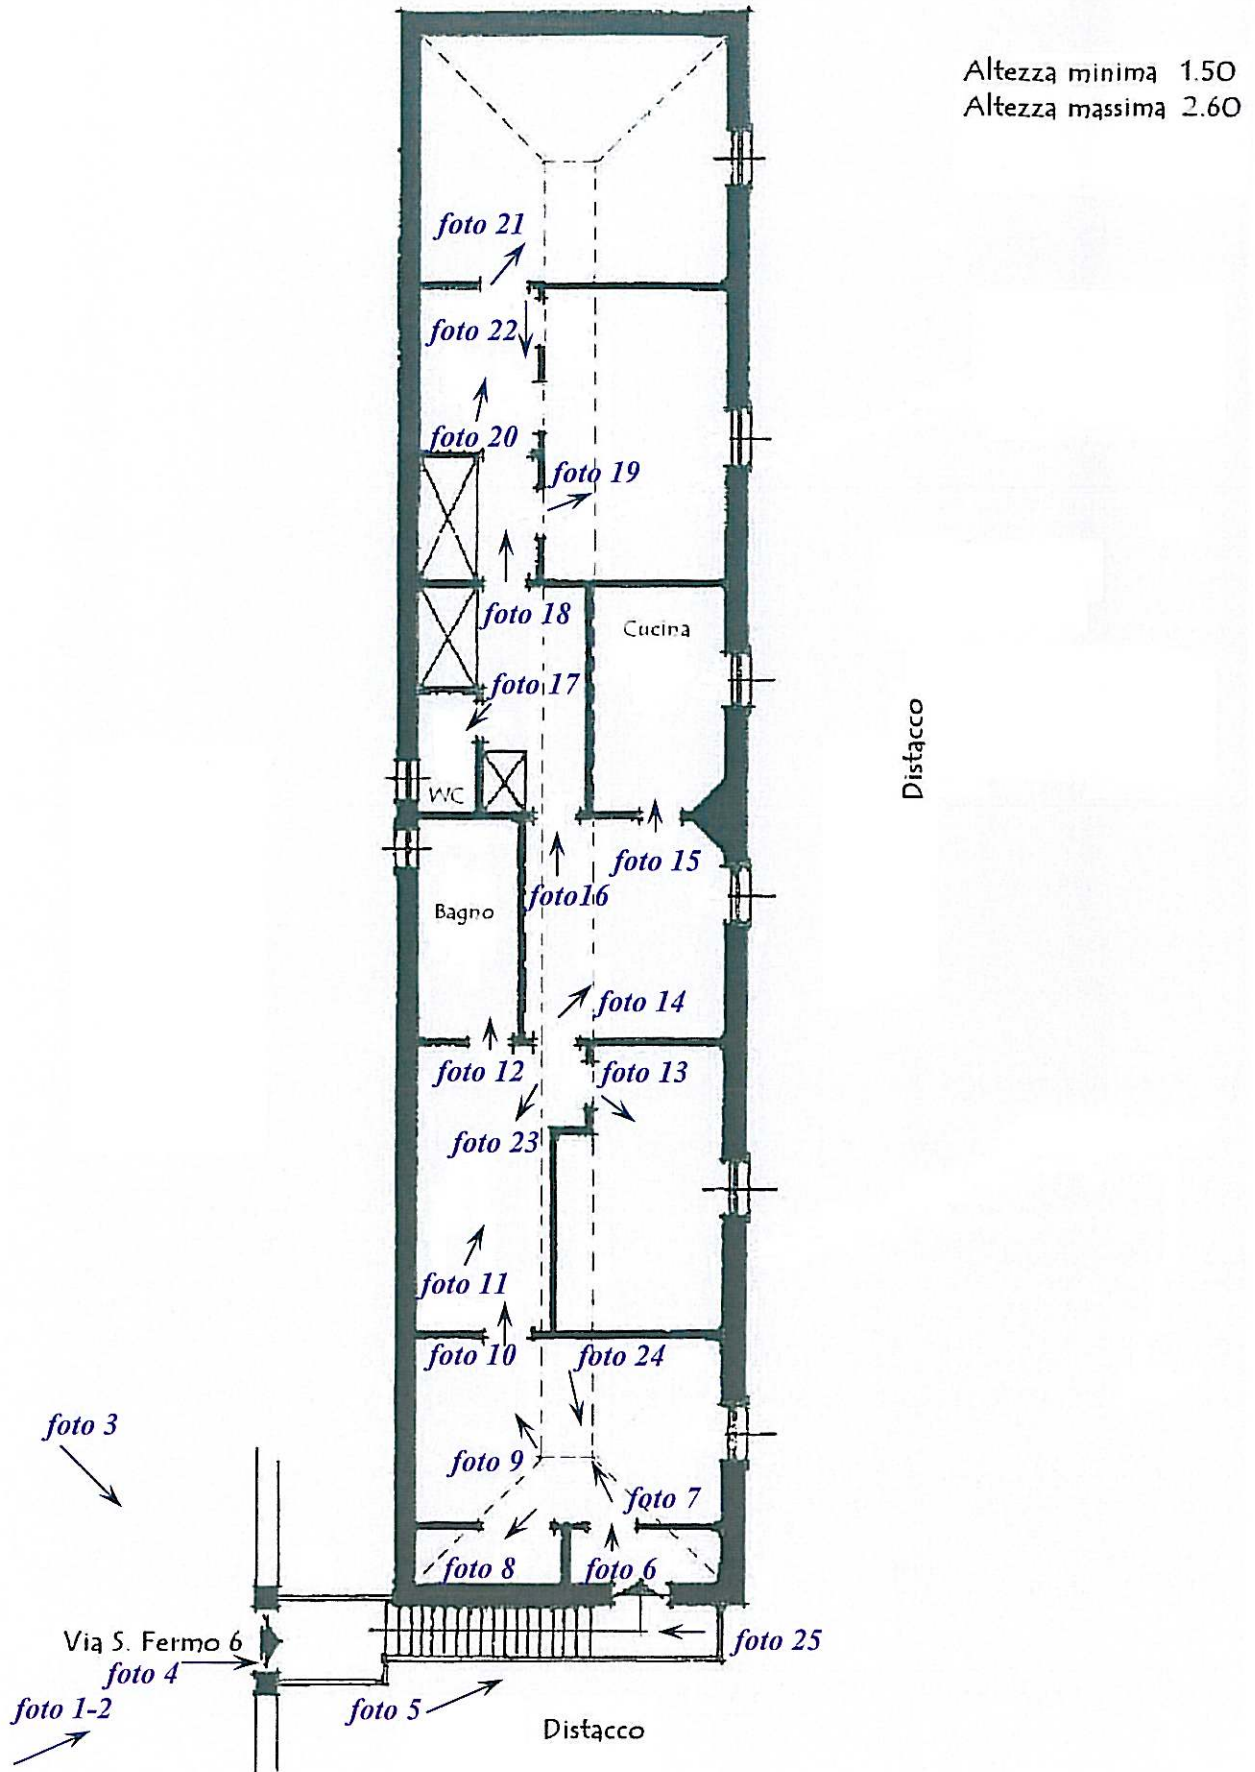 Altezza minima 1.50
Altezza massima 2.60
foto 21
foto 22
foto 20
foto 19
foto 18
Cucina
foto 17
Distacco
WC
foto 15
foto16
Bagno
foto 14
foto 12
foto 13
foto 23
foto 11
foto 10
foto 24
foto 3
foto 9
foto 7
foto 8
foto 6
Via S. Fermo 6
foto 25
foto 4
foto 1-2
foto 5
Distacco